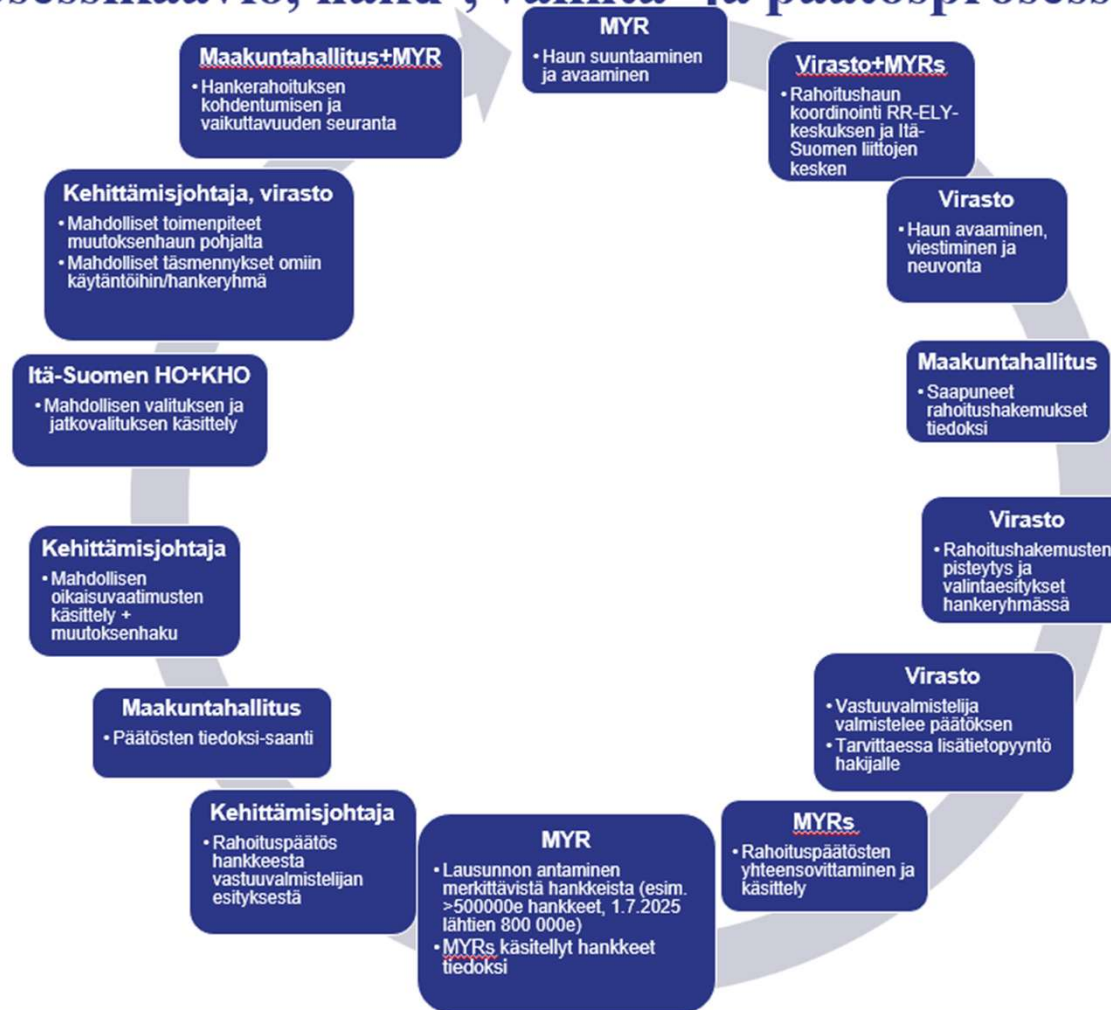 MYR
• Haun suuntaaminen
ja avaaminen
Virasto+MYRs
• Rahoitushaun
koordinointi RR-ELY-
keskuksen ja Itä-
Suomen liittojen
kesken
Virasto
• Haun avaaminen,
viestiminen ja
neuvonta
Maakuntahallitus
• Saapuneet
rahoitushakemukset
tiedoksi
Virasto
• Rahoitushakemusten
pisteytys ja
valintaesitykset
hankeryhmässä
Virasto
• Vastuuvalmistelija
valmistelee päätöksen
• Tarvittaessa lisätietopyyntö
hakijalle
MYRs
• Rahoituspäätösten
yhteensovittaminen ja
käsittely
MYR
• Lausunnon antaminen
merkittävistä hankkeista (esim.
>500000e hankkeet, 1.7.2025
lähtien 800 000e)
• MYRs käsitellyt hankkeet
tiedoksi
Kehittämisjohtaja
• Rahoituspäätös
hankkeesta
vastuuvalmistelijan
esityksestä
Maakuntahallitus
• Päätösten tiedoksi-saanti
Kehittämisjohtaja
• Mahdollisen
oikaisuvaatimusten
käsittely +
muutoksenhaku
Itä-Suomen HO+KHO
• Mahdollisen valituksen ja
jatkovalituksen käsittely
Kehittämisjohtaja, virasto
• Mahdolliset toimenpiteet
muutoksenhaun pohjalta
• Mahdolliset täsmennykset omiin
käytäntöihin/hankeryhmä
Maakuntahallitus+MYR
• Hankerahoituksen
kohdentumisen ja
vaikuttavuuden seuranta